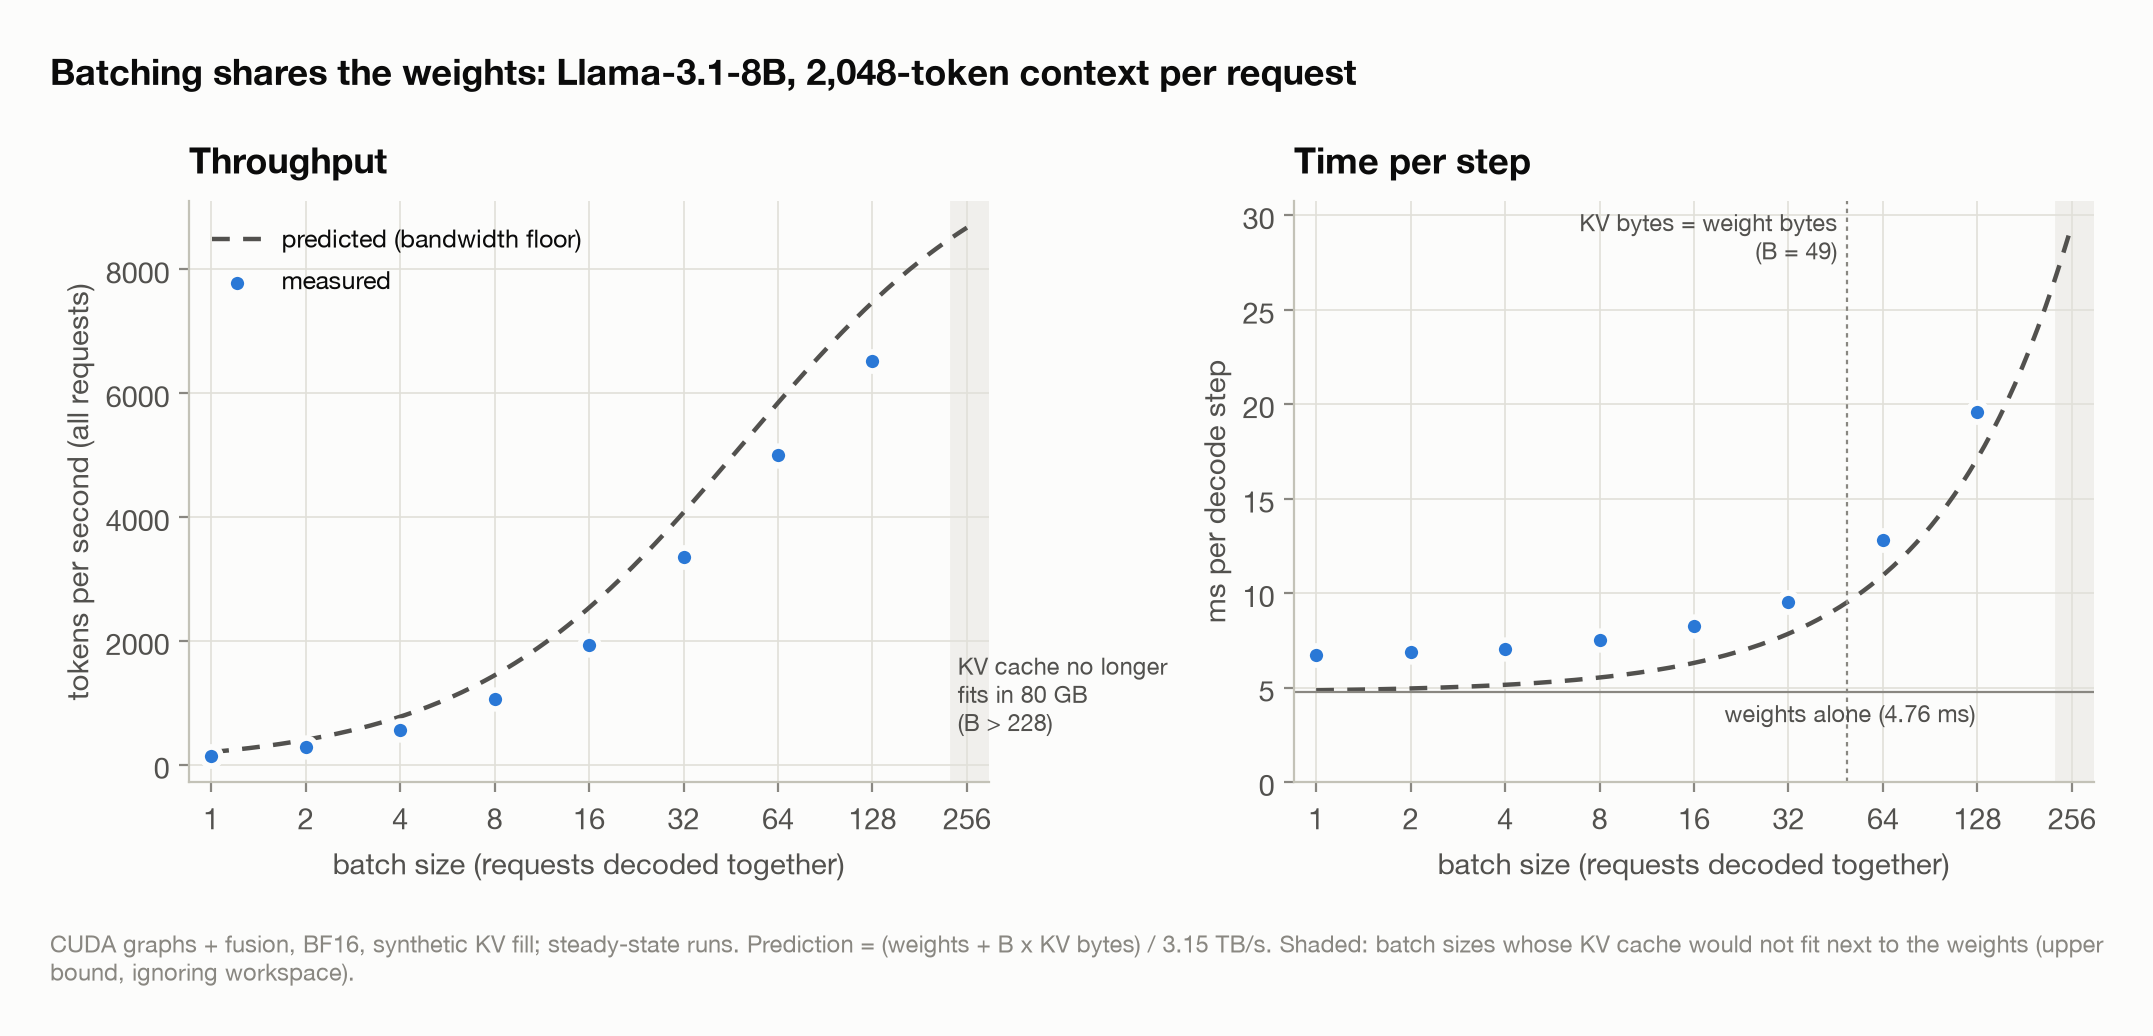 Batching shares the weights: Llama-3.1-8B, 2,048-token context per request
Throughput
predicted (bandwidth floor)
measured
tokens per second (all requests)
8000
6000
4000
2000
0
KV cache no longer
fits in 80 GB
(B > 228)
1 2 4 8 16 32 64 128 256
batch size (requests decoded together)
Time per step
KV bytes = weight bytes
(B = 49)
ms per decode step
30
25
20
15
10
5
0
weights alone (4.76 ms)
1 2 4 8 16 32 64 128 256
batch size (requests decoded together)
CUDA graphs + fusion, BF16, synthetic KV fill; steady-state runs. Prediction = (weights + B x KV bytes) / 3.15 TB/s. Shaded: batch sizes whose KV cache would not fit next to the weights (upper
bound, ignoring workspace).